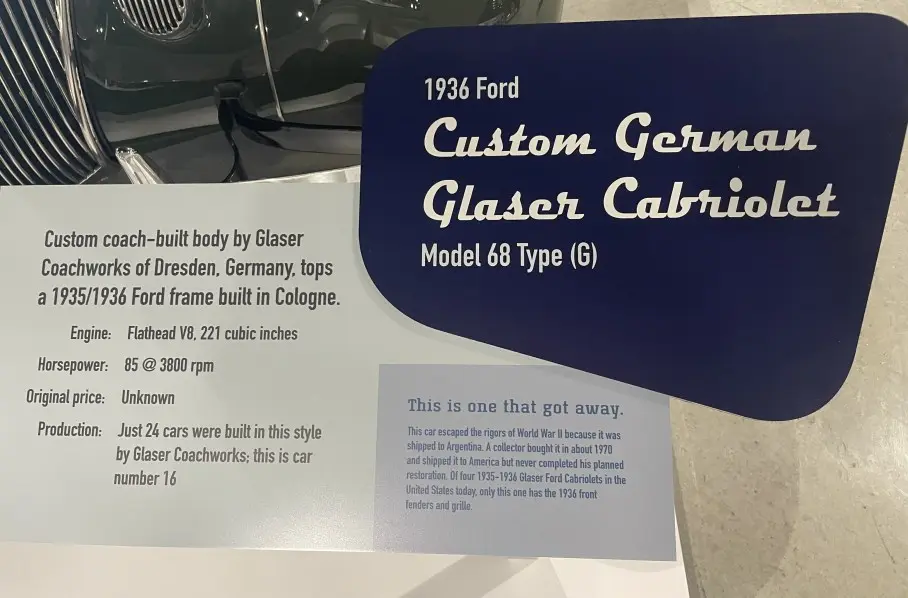 1936 Ford
Custom German
Glaser Cabriolet
Model 68 Type (G)
Custom coach-built body by Glaser
Coachworks of Dresden, Germany, tops
a 1935/1936 Ford frame built in Cologne.
Engine: Flathead V8, 221 cubic inches
Horsepower: 85 @ 3800 rpm
Original price: Unknown
Production: Just 24 cars were built in this style
by Glaser Coachworks; this is car
number 16
This is one that got away.
This car escaped the rigors of World War II because it was
shipped to Argentina. A collector bought it in about 1970
and shipped it to America but never completed his planned
restoration. Of four 1935-1936 Glaser Ford Cabriolets in the
United States today, only this one has the 1936 front
fenders and grille.